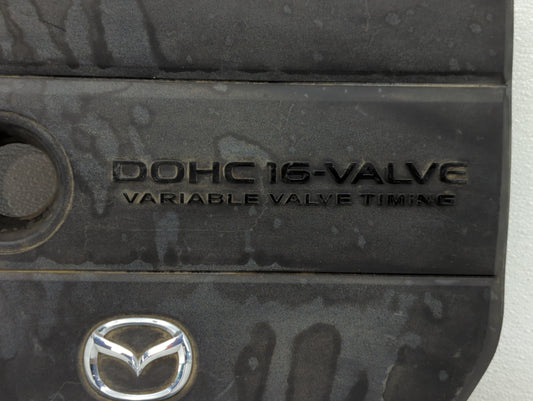 DOHC 16-VALVE
VARIABLE VALVE TIMING